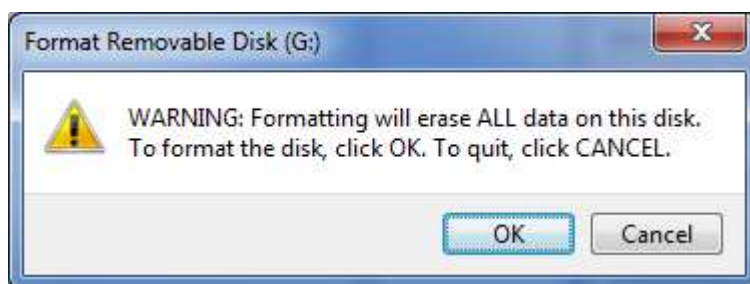 Format Removable Disk (G:)
WARNING: Formatting will erase ALL data on this disk.
To format the disk, click OK. To quit, click CANCEL.
OK
Cancel